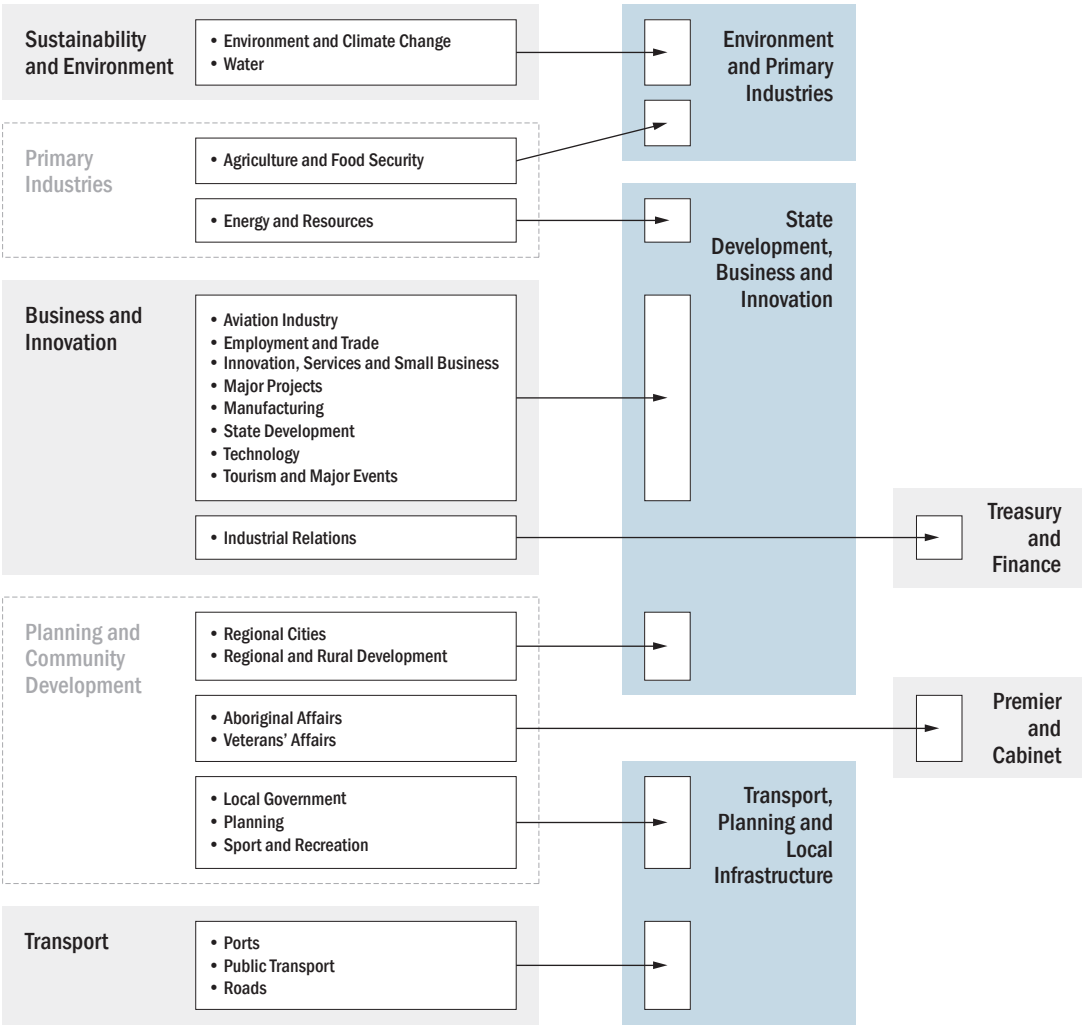 Sustainability
and Environment
• Environment and Climate Change
• Water
Environment
and Primary
Industries
Primary
Industries
• Agriculture and Food Security
• Energy and Resources
State
Development,
Business and
Innovation
Business and
Innovation
• Aviation Industry
• Employment and Trade
• Innovation, Services and Small Business
• Major Projects
• Manufacturing
• State Development
• Technology
• Tourism and Major Events
• Industrial Relations
Treasury
and
Finance
Planning and
Community
Development
• Regional Cities
• Regional and Rural Development
• Aboriginal Affairs
• Veterans’ Affairs
Premier
and
Cabinet
• Local Government
• Planning
• Sport and Recreation
Transport,
Planning and
Local
Infrastructure
Transport
• Ports
• Public Transport
• Roads